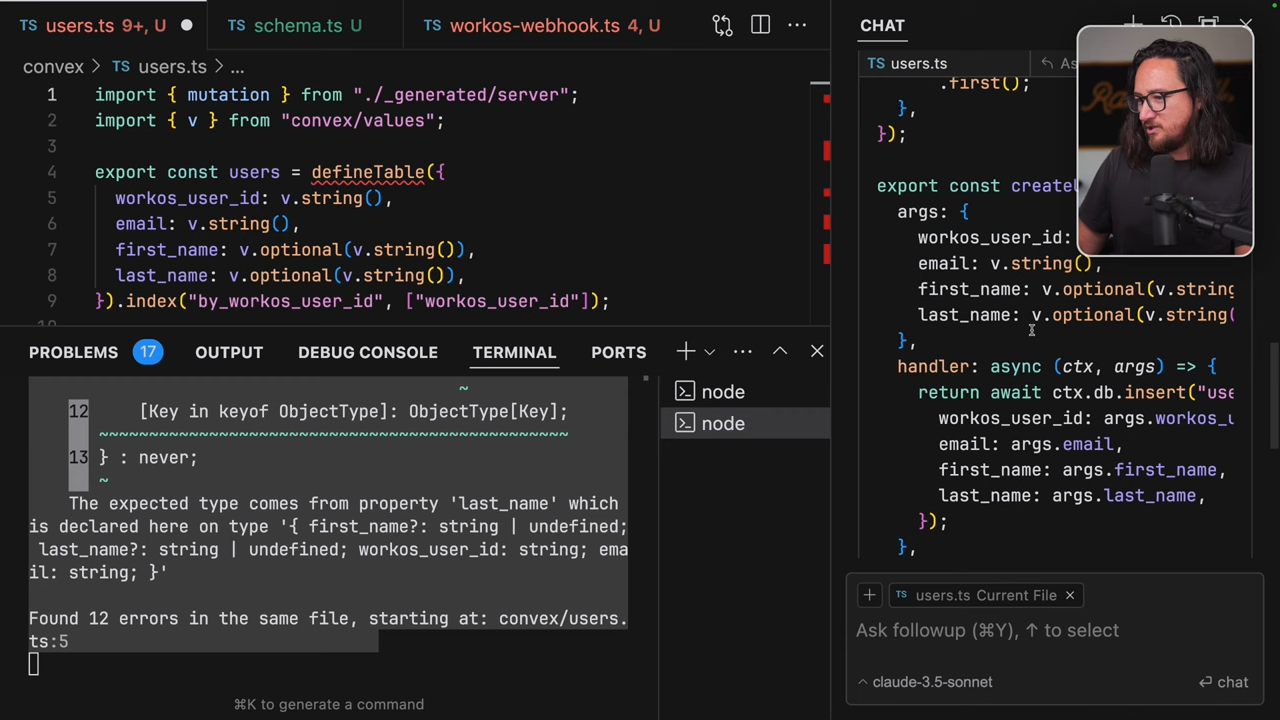 TS users.ts 9+, U
TS schema.ts U
TS workos-webhook.ts 4, U
convex > TS users.ts > ...
1 import { mutation } from "./_generated/server";
2 import { v } from "convex/values";
3
4 export const users = defineTable({
5 workos_user_id: v.string(),
6 email: v.string(),
7 first_name: v.optional(v.string()),
8 last_name: v.optional(v.string()),
9 }).index("by_workos_user_id", ["workos_user_id"]);
PROBLEMS 17 OUTPUT DEBUG CONSOLE TERMINAL PORTS
~
12 [Key in keyof ObjectType]: ObjectType[Key];
~~~~~~~~~~~~~~~~~~~~~~~~~~~~~~~~~~~~~~~~~~~
13 } : never;
~
The expected type comes from property 'last_name' which
is declared here on type '{ first_name?: string | undefined;
last_name?: string | undefined; workos_user_id: string; ema
il: string; }'
Found 12 errors in the same file, starting at: convex/users.
ts:5
⌘K to generate a command
node
node
CHAT
TS users.ts
As
.first();
},
});
export const createU
args: {
workos_user_id:
email: v.string(),
first_name: v.optional(v.string
last_name: v.optional(v.string(
},
handler: async (ctx, args) => {
return await ctx.db.insert("use
workos_user_id: args.workos_u
email: args.email,
first_name: args.first_name,
last_name: args.last_name,
});
},
+ TS users.ts Current File ×
Ask followup (⌘Y), ↑ to select
^ claude-3.5-sonnet
↵ chat